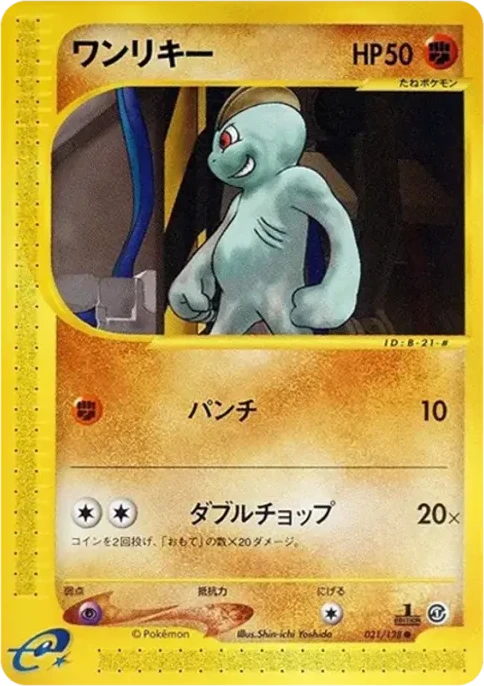 ワンリキー HP50
たねポケモン
ID:B-21-#
パンチ 10
ダブルチョップ 20×
コインを2回投げ、「おもて」の数×20ダメージ。
弱点 抵抗力 にげる
© Pokémon Illus.Shin-ichi Yoshida 1 EDITION 021/128 ●
e